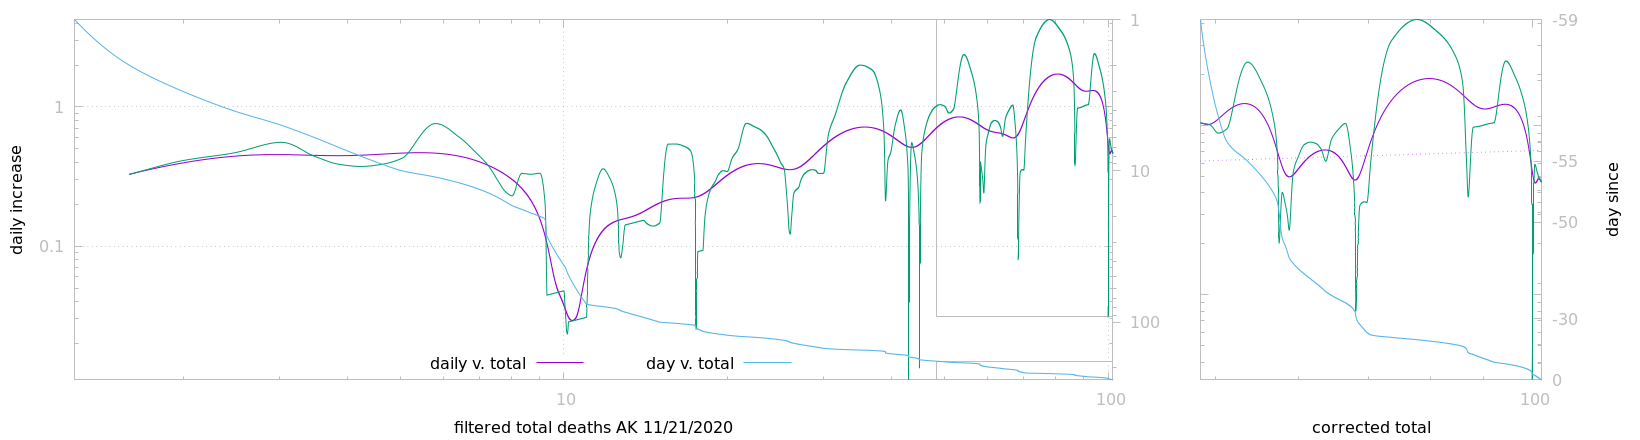 daily increase
1
0.1
daily v. total
day v. total
10
100
filtered total deaths AK 11/21/2020
1
10
100
100
corrected total
-59
-55
-50
-30
0
day since